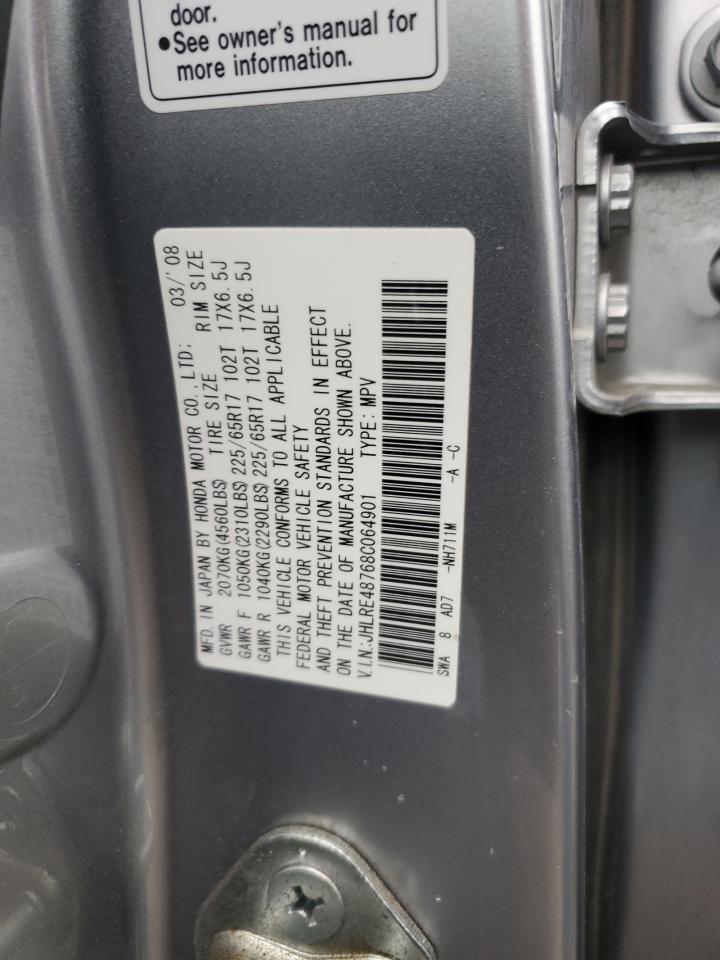 door.
●See owner's manual for
more information.
MFD. IN JAPAN BY HONDA MOTOR CO., LTD: 03/'08
GVWR 2070KG(4560LBS) TIRE SIZE RIM SIZE
GAWR F 1050KG(2310LBS) 225/65R17 102T 17X6.5J
GAWR R 1040KG(2290LBS) 225/65R17 102T 17X6.5J
THIS VEHICLE CONFORMS TO ALL APPLICABLE
FEDERAL MOTOR VEHICLE SAFETY
AND THEFT PREVENTION STANDARDS IN EFFECT
ON THE DATE OF MANUFACTURE SHOWN ABOVE.
V.I.N.:JHLRE48768C064901 TYPE: MPV
SWA 8 AD7 -NH711M -A -C